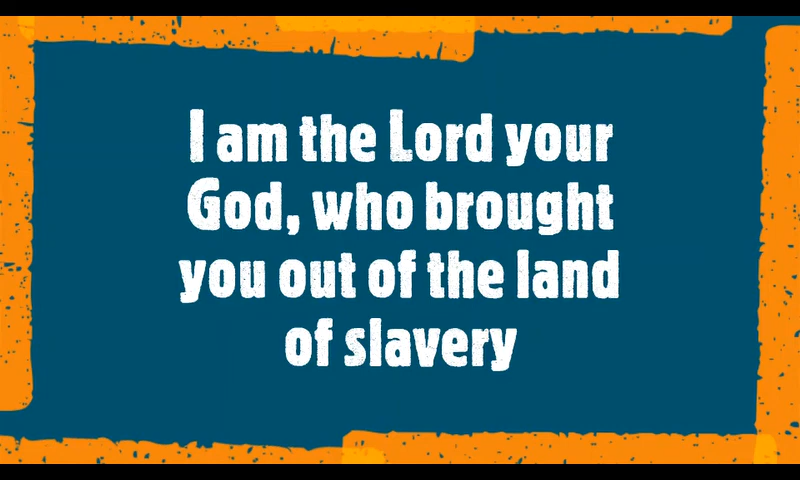 I am the Lord your
God, who brought
you out of the land
of slavery